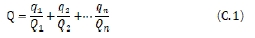 Q = q₁/Q₁ + q₂/Q₂ + ⋯ qₙ/Qₙ (C.1)